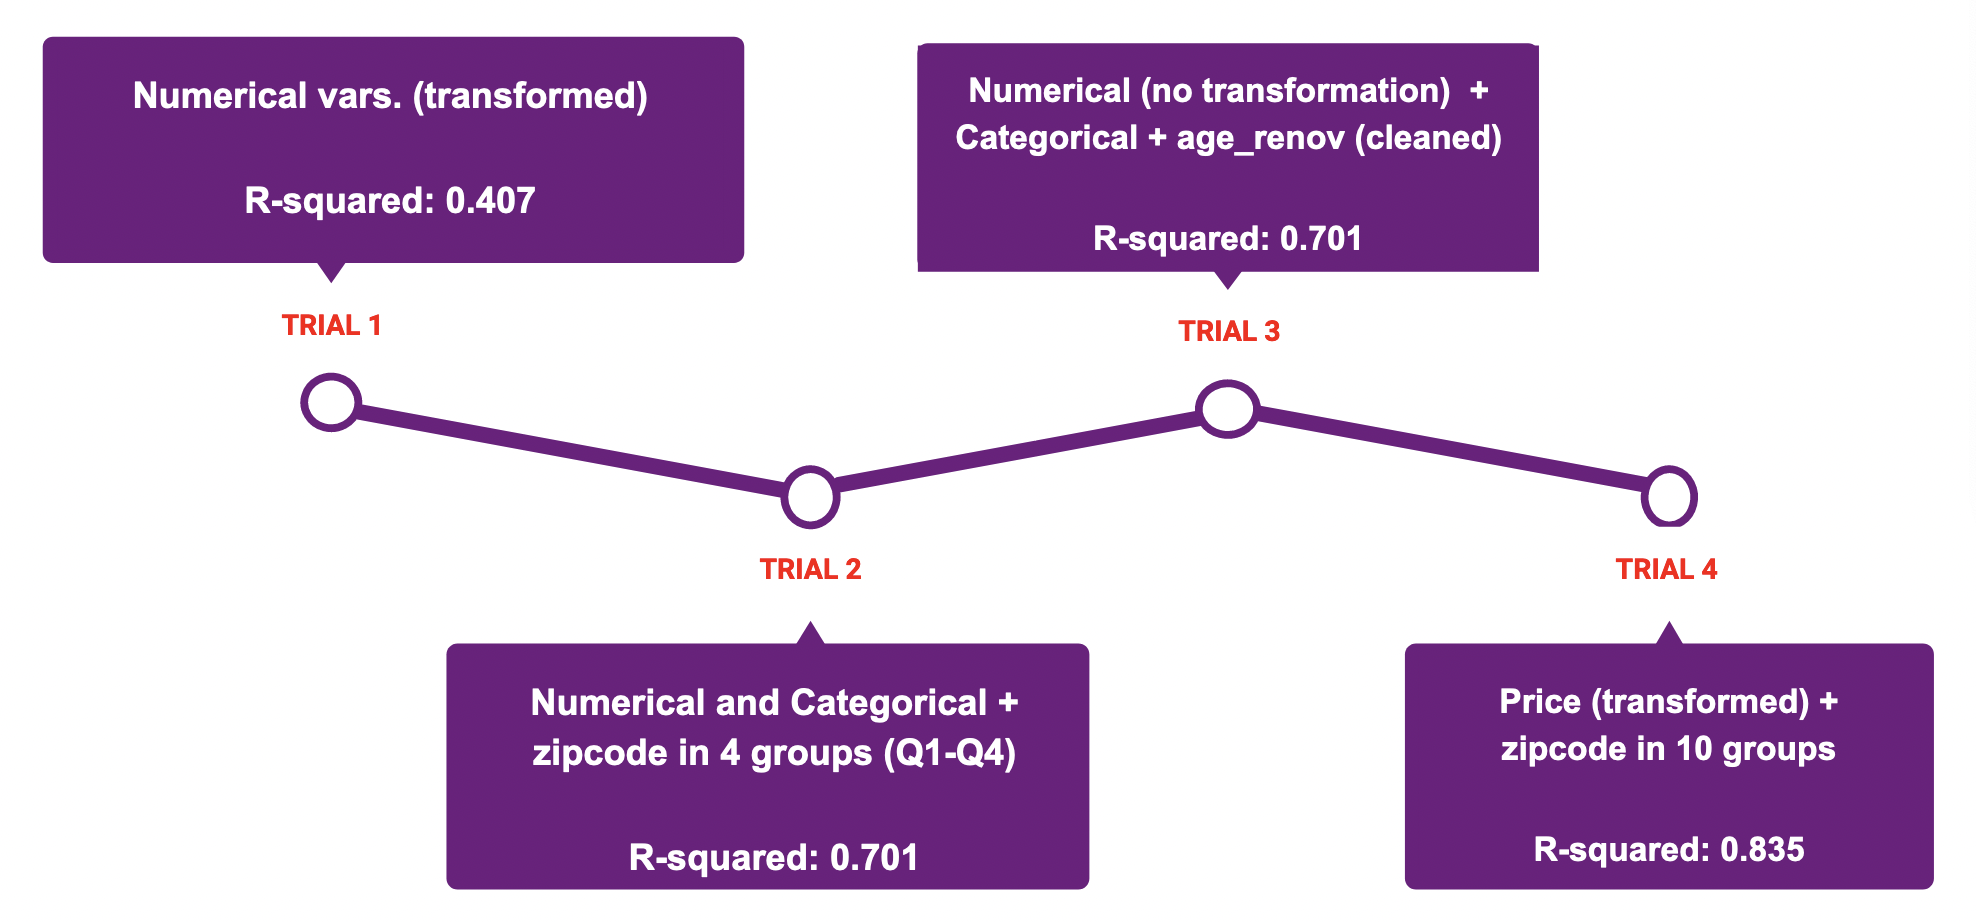 Numerical vars. (transformed)
R-squared: 0.407
TRIAL 1
Numerical and Categorical +
zipcode in 4 groups (Q1-Q4)
R-squared: 0.701
TRIAL 2
Numerical (no transformation) +
Categorical + age_renov (cleaned)
R-squared: 0.701
TRIAL 3
Price (transformed) +
zipcode in 10 groups
R-squared: 0.835
TRIAL 4